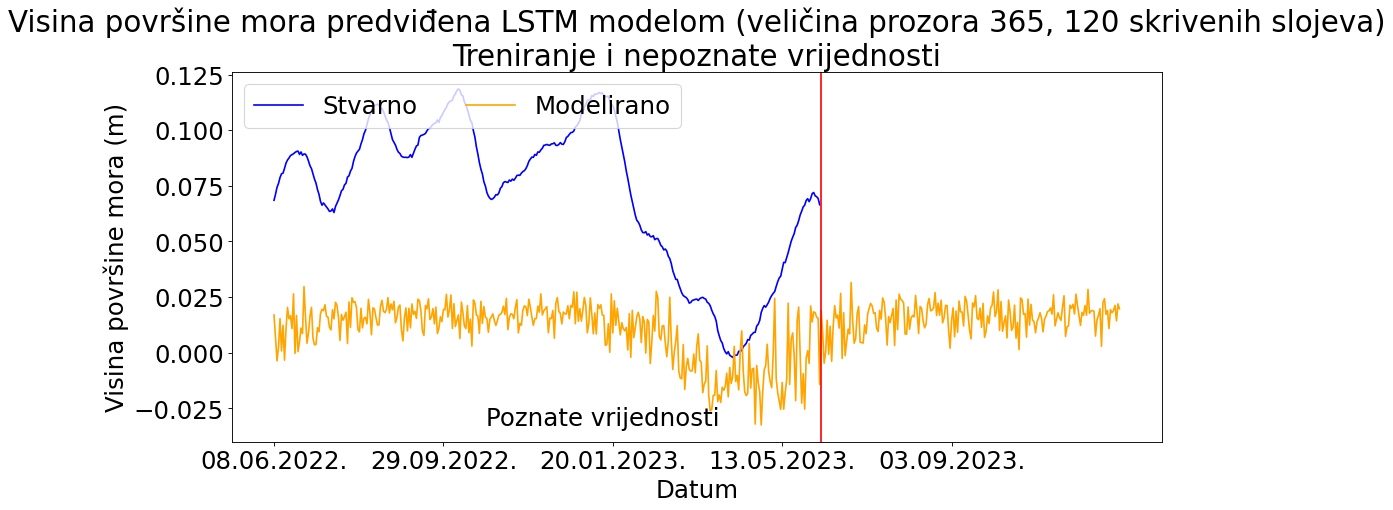 Visina površine mora predviđena LSTM modelom (veličina prozora 365, 120 skrivenih slojeva)
Treniranje i nepoznate vrijednosti
Stvarno
Modelirano
Visina površine mora (m)
0.125
0.100
0.075
0.050
0.025
0.000
−0.025
Poznate vrijednosti
08.06.2022. 29.09.2022. 20.01.2023. 13.05.2023. 03.09.2023.
Datum